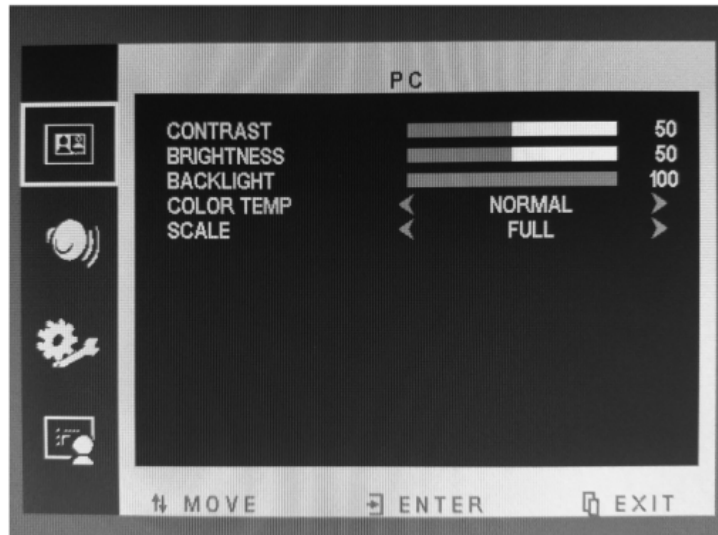 PC
CONTRAST 50
BRIGHTNESS 50
BACKLIGHT 100
COLOR TEMP NORMAL
SCALE FULL
MOVE ENTER EXIT